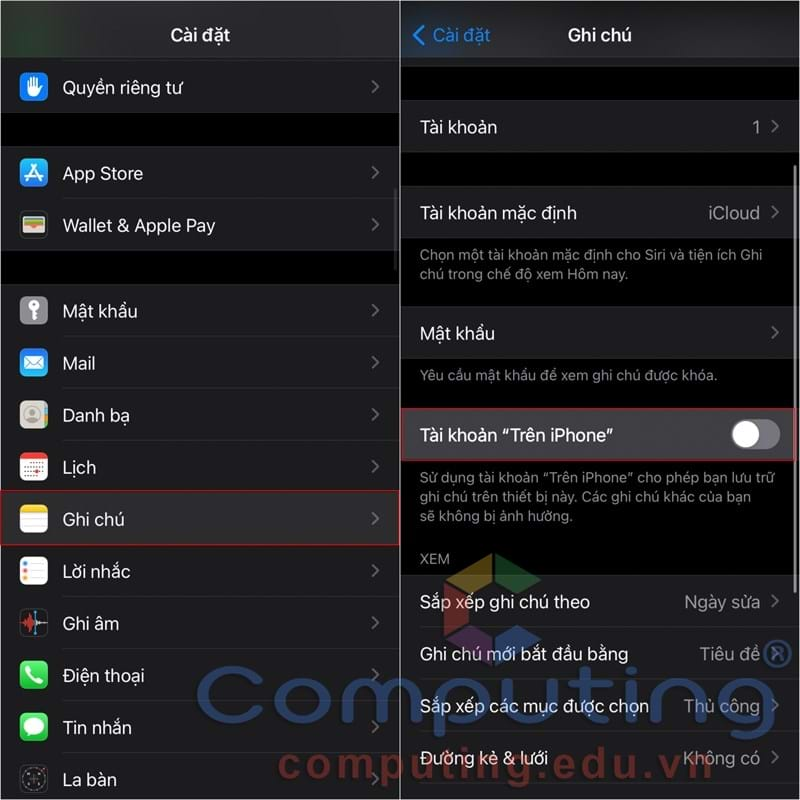 Cài đặt
Quyền riêng tư
App Store
Wallet & Apple Pay
Mật khẩu
Mail
Danh bạ
Lịch
Ghi chú
Lời nhắc
Ghi âm
Điện thoại
Tin nhắn
La bàn
Cài đặt
Ghi chú
Tài khoản 1
Tài khoản mặc định iCloud
Chọn một tài khoản mặc định cho Siri và tiện ích Ghi
chú trong chế độ xem Hôm nay.
Mật khẩu
Yêu cầu mật khẩu để xem ghi chú được khóa.
Tài khoản “Trên iPhone”
Sử dụng tài khoản “Trên iPhone” cho phép bạn lưu trữ
ghi chú trên thiết bị này. Các ghi chú khác của bạn
sẽ không bị ảnh hưởng.
XEM
Sắp xếp ghi chú theo Ngày sửa
Ghi chú mới bắt đầu bằng Tiêu đề
Sắp xếp các mục được chọn Thủ công
Đường kẻ & lưới Không có
Computing®
computing.edu.vn